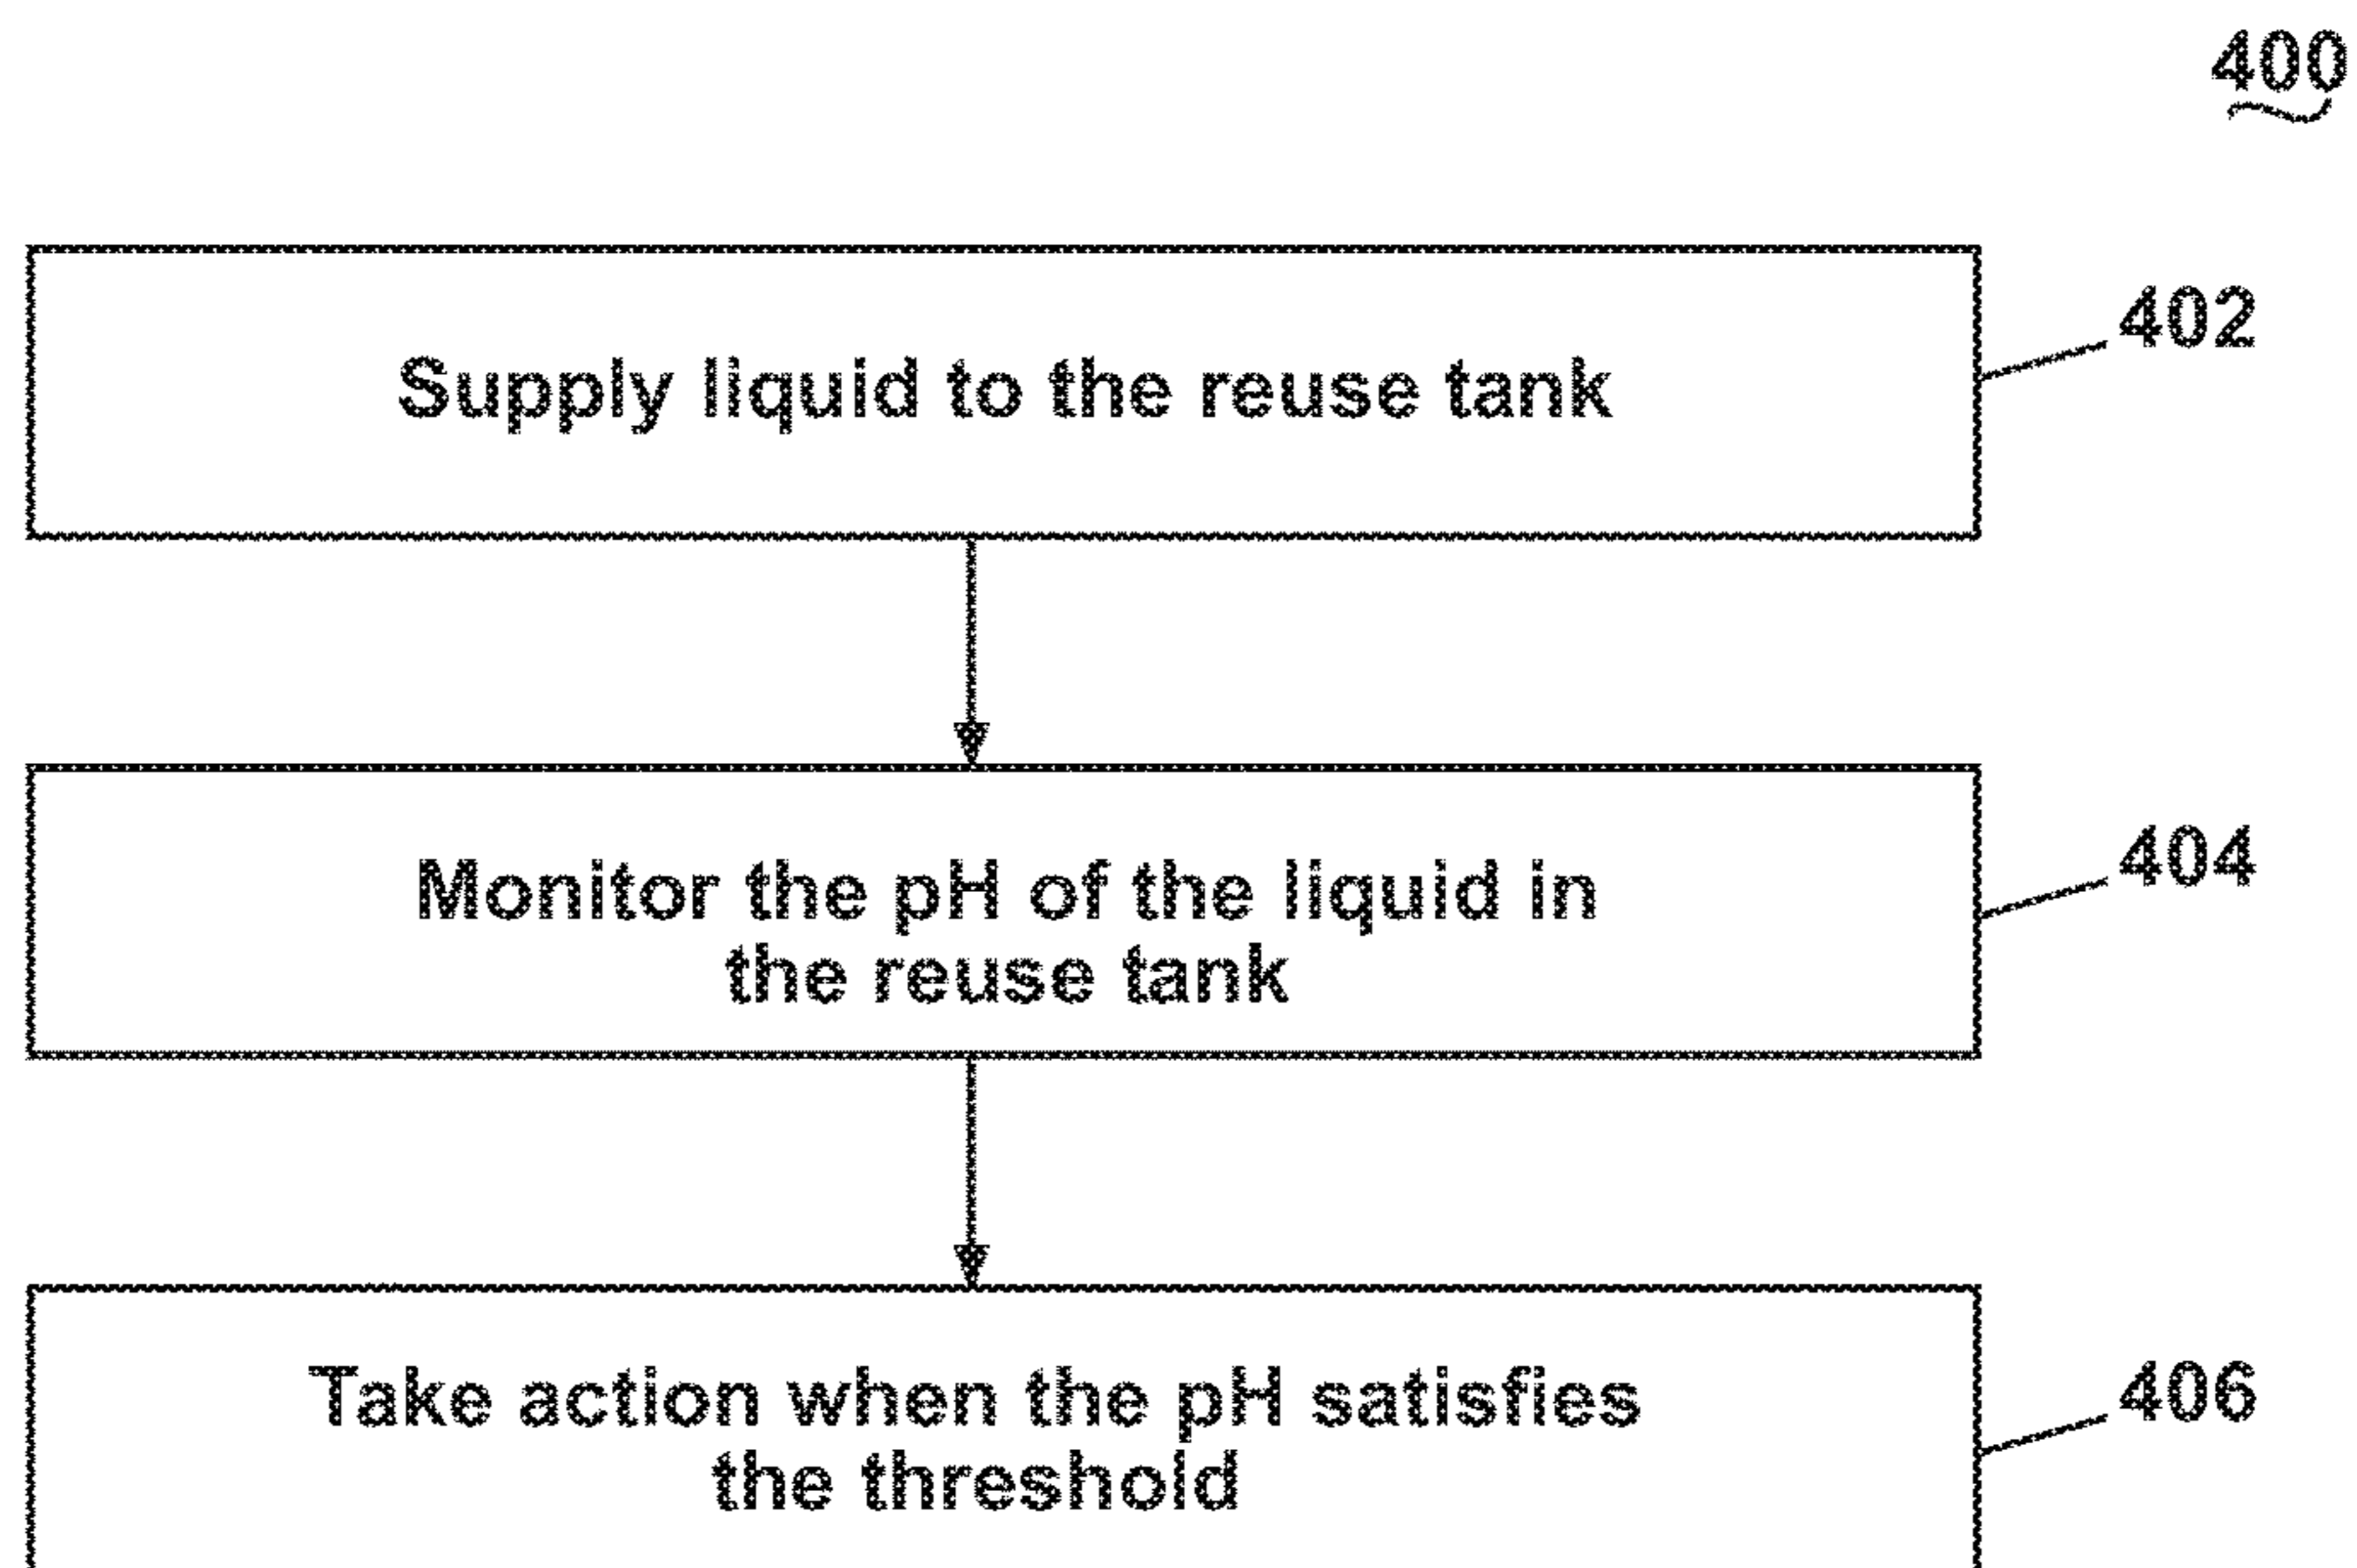 400
Supply liquid to the reuse tank
402
Monitor the pH of the liquid in
the reuse tank
404
Take action when the pH satisfies
the threshold
406